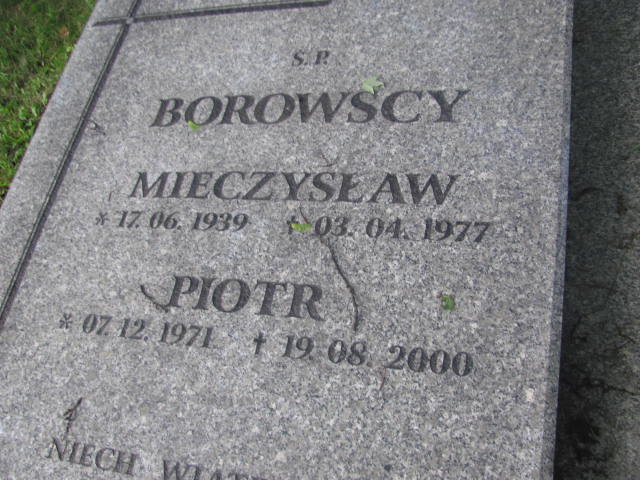 S.P.
BOROWSCY
MIECZYSŁAW
* 17.06.1939 † 03.04.1977
PIOTR
* 07.12.1971 † 19.08.2000
NIECH